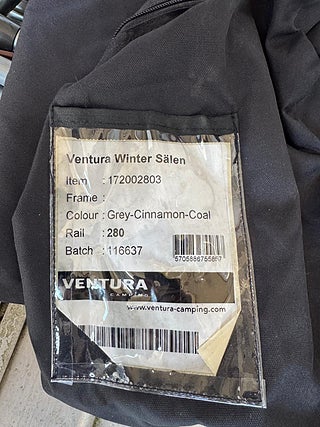 Ventura Winter Sälen
Item : 172002803
Frame :
Colour : Grey-Cinnamon-Coal
Rail : 280
Batch : 116637
VENTURA
CAMPING
www.ventura-camping.com